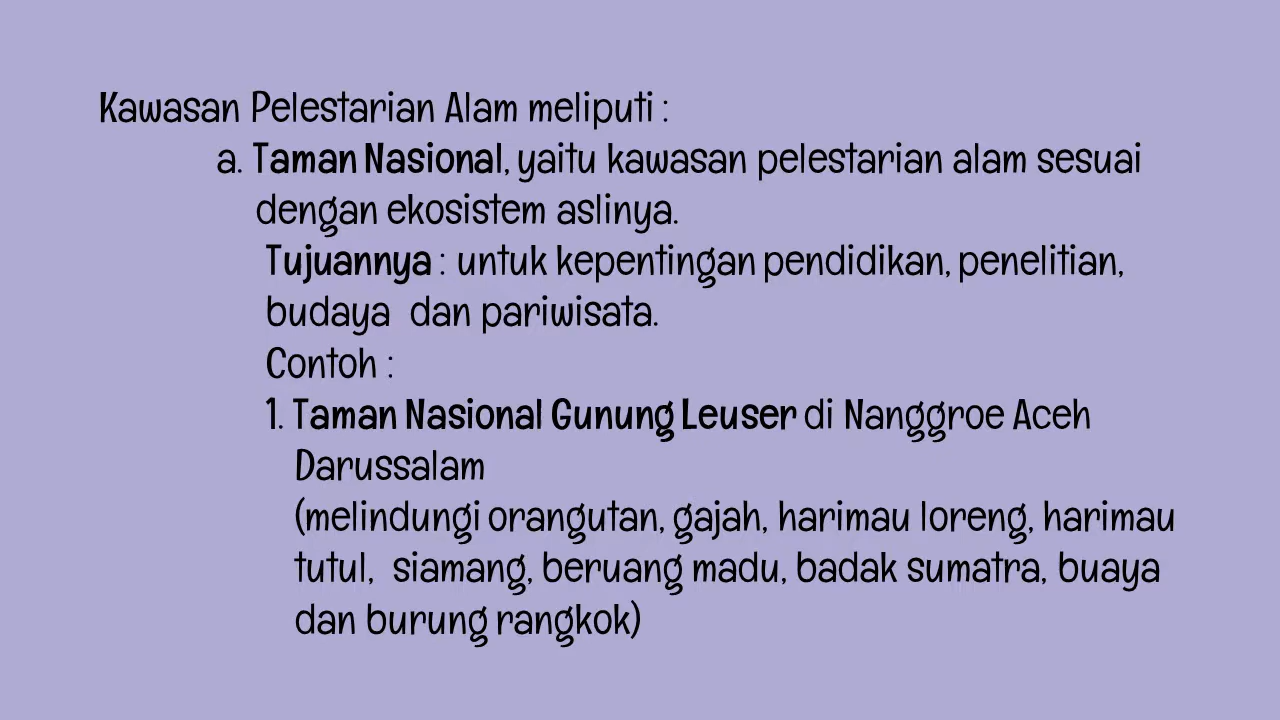 Kawasan Pelestarian Alam meliputi :
a. Taman Nasional, yaitu kawasan pelestarian alam sesuai
dengan ekosistem aslinya.
Tujuannya : untuk kepentingan pendidikan, penelitian,
budaya dan pariwisata.
Contoh :
1. Taman Nasional Gunung Leuser di Nanggroe Aceh
Darussalam
(melindungi orangutan, gajah, harimau loreng, harimau
tutul, siamang, beruang madu, badak sumatra, buaya
dan burung rangkok)